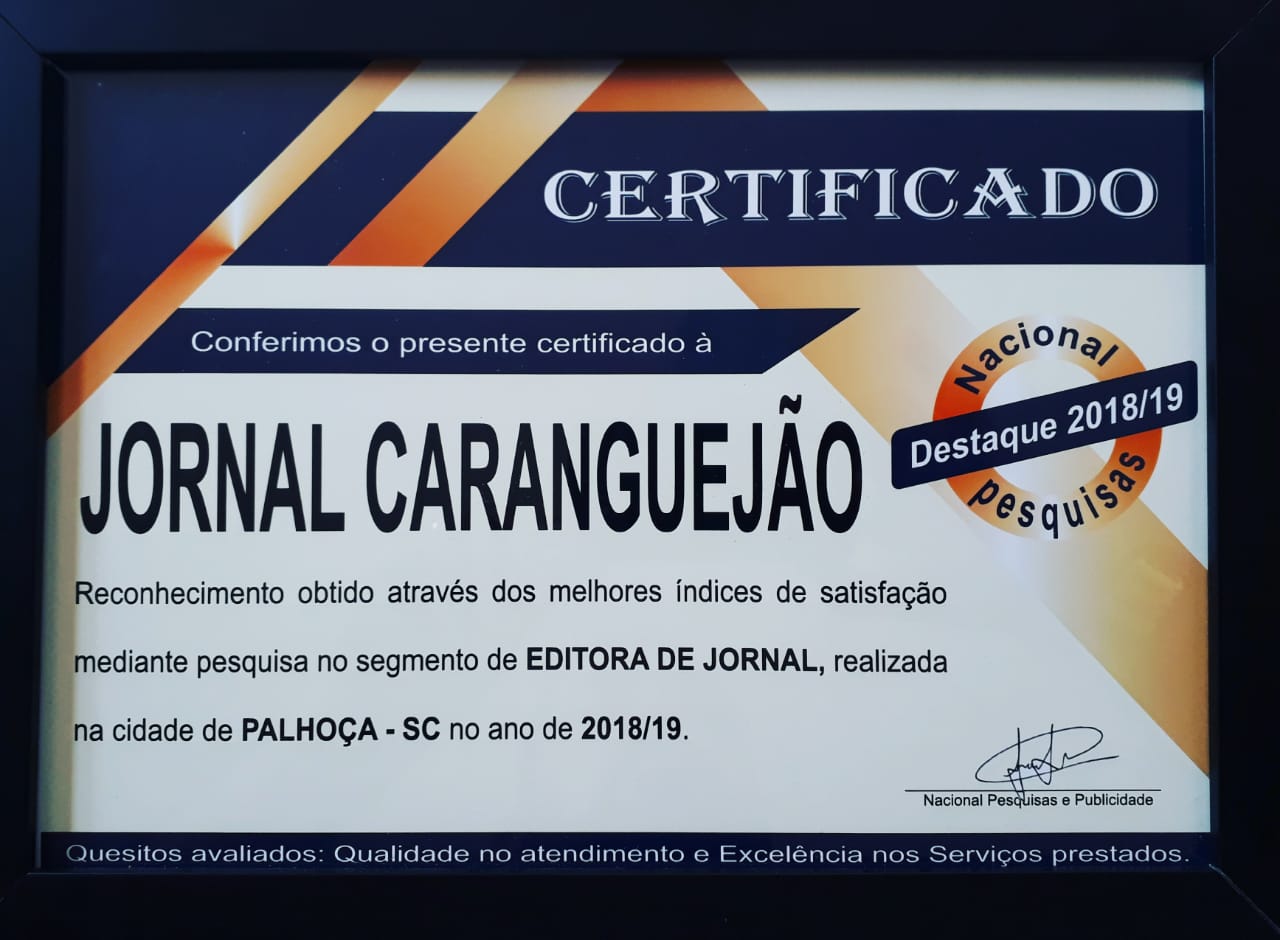 CERTIFICADO
Conferimos o presente certificado à
Nacional
Destaque 2018/19
pesquisas
JORNAL CARANGUEJÃO
Reconhecimento obtido através dos melhores índices de satisfação
mediante pesquisa no segmento de EDITORA DE JORNAL, realizada
na cidade de PALHOÇA - SC no ano de 2018/19.
Nacional Pesquisas e Publicidade
Quesitos avaliados: Qualidade no atendimento e Excelência nos Serviços prestados.